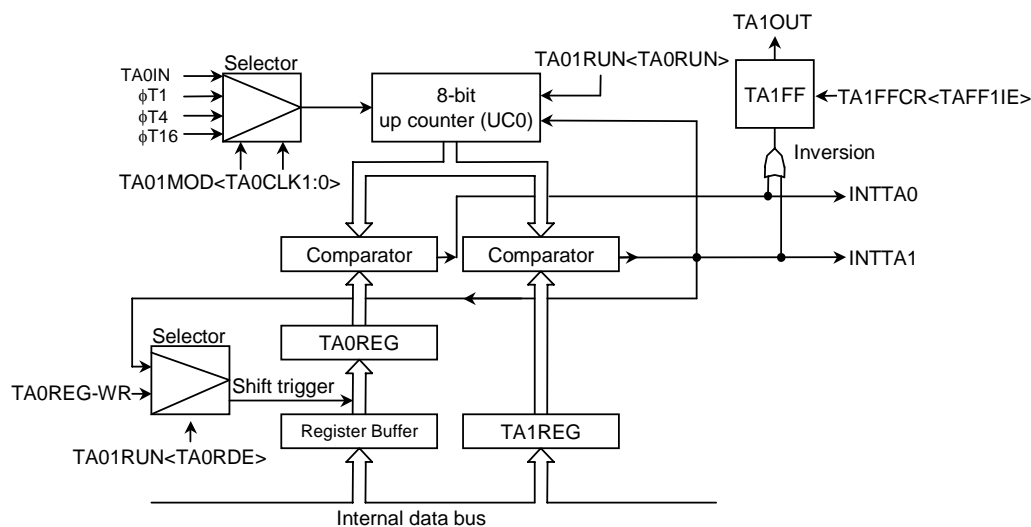 TA1OUT
Selector
TA01RUN<TA0RUN>
TA0IN
ϕT1
ϕT4
ϕT16
8-bit
up counter (UC0)
TA1FF
TA1FFCR<TAFF1IE>
TA01MOD<TA0CLK1:0>
Inversion
INTTA0
Comparator
Comparator
INTTA1
Selector
TA0REG
TA0REG-WR
Shift trigger
Register Buffer
TA1REG
TA01RUN<TA0RDE>
Internal data bus